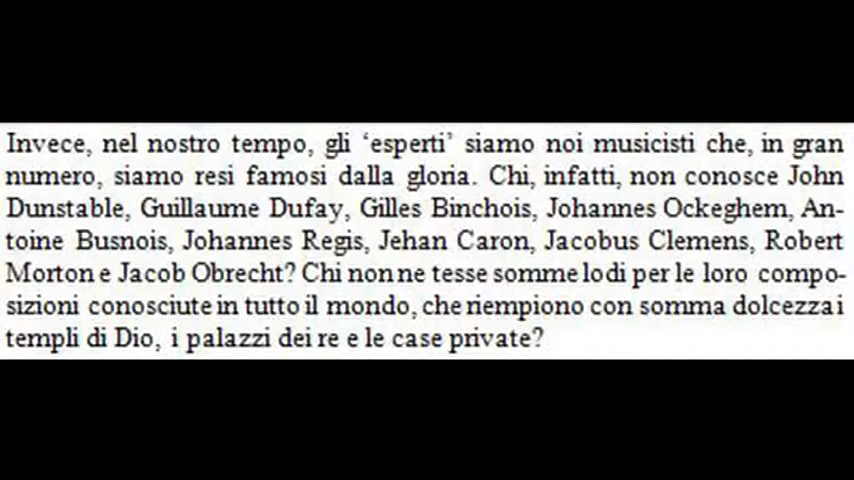 Invece, nel nostro tempo, gli ‘esperti’ siamo noi musicisti che, in gran
numero, siamo resi famosi dalla gloria. Chi, infatti, non conosce John
Dunstable, Guillaume Dufay, Gilles Binchois, Johannes Ockeghem, An-
toine Busnois, Johannes Regis, Jehan Caron, Jacobus Clemens, Robert
Morton e Jacob Obrecht? Chi non ne tesse somme lodi per le loro compo-
sizioni conosciute in tutto il mondo, che riempiono con somma dolcezza i
templi di Dio, i palazzi dei re e le case private?